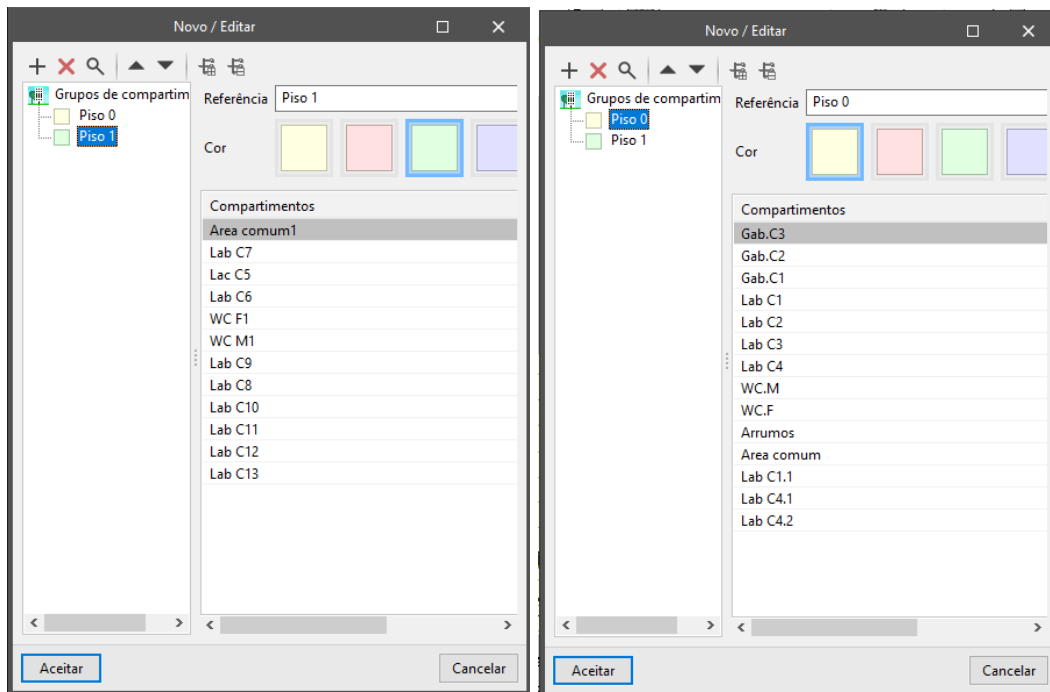 Novo / Editar
Grupos de compartim
Piso 0
Piso 1
Referência Piso 1
Cor
Compartimentos
Area comum1
Lab C7
Lac C5
Lab C6
WC F1
WC M1
Lab C9
Lab C8
Lab C10
Lab C11
Lab C12
Lab C13
Aceitar
Cancelar
Novo / Editar
Grupos de compartim
Piso 0
Piso 1
Referência Piso 0
Cor
Compartimentos
Gab.C3
Gab.C2
Gab.C1
Lab C1
Lab C2
Lab C3
Lab C4
WC.M
WC.F
Arrumos
Area comum
Lab C1.1
Lab C4.1
Lab C4.2
Aceitar
Cancelar